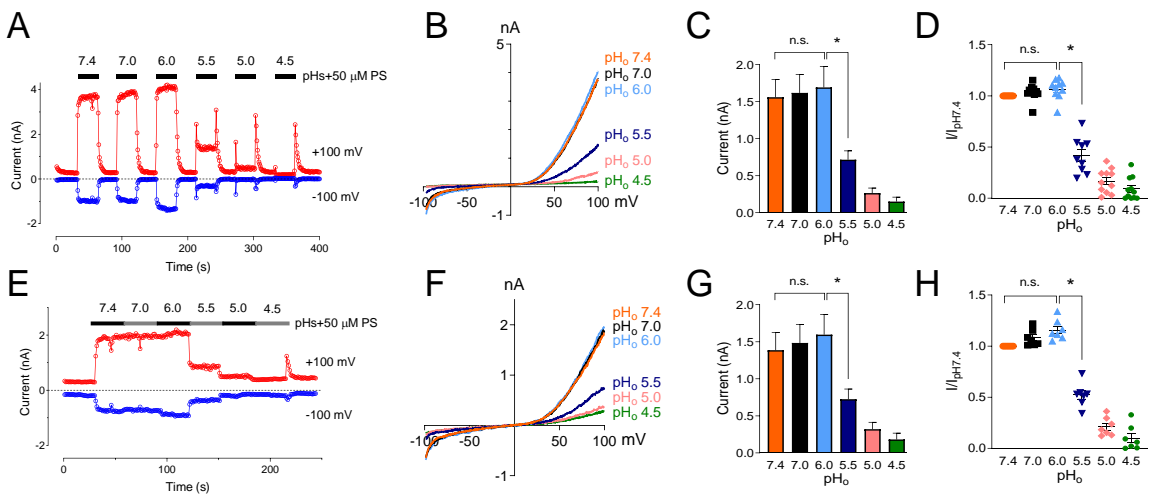 A
7.4 7.0 6.0 5.5 5.0 4.5
pHs+50 μM PS
Current (nA)
4
2
0
-2
+100 mV
-100 mV
0 100 200 300 400
Time (s)
B
nA
5
pHo 7.4
pHo 7.0
pHo 6.0
pHo 5.5
pHo 5.0
pHo 4.5
-100 -50 50 100 mV
-1
C
n.s. *
Current (nA)
2.0
1.5
1.0
0.5
0.0
7.4 7.0 6.0 5.5 5.0 4.5
pHo
D
n.s. *
I/IpH7.4
1.5
1.0
0.5
0.0
7.4 7.0 6.0 5.5 5.0 4.5
pHo
E
7.4 7.0 6.0 5.5 5.0 4.5
pHs+50 μM PS
Current (nA)
2
0
-2
+100 mV
-100 mV
0 100 200
Time (s)
F
nA
2
pHo 7.4
pHo 7.0
pHo 6.0
pHo 5.5
pHo 5.0
pHo 4.5
-100 -50 50 100 mV
-1
G
n.s. *
Current (nA)
2.0
1.5
1.0
0.5
0.0
7.4 7.0 6.0 5.5 5.0 4.5
pHo
H
n.s. *
I/IpH7.4
1.5
1.0
0.5
0.0
7.4 7.0 6.0 5.5 5.0 4.5
pHo